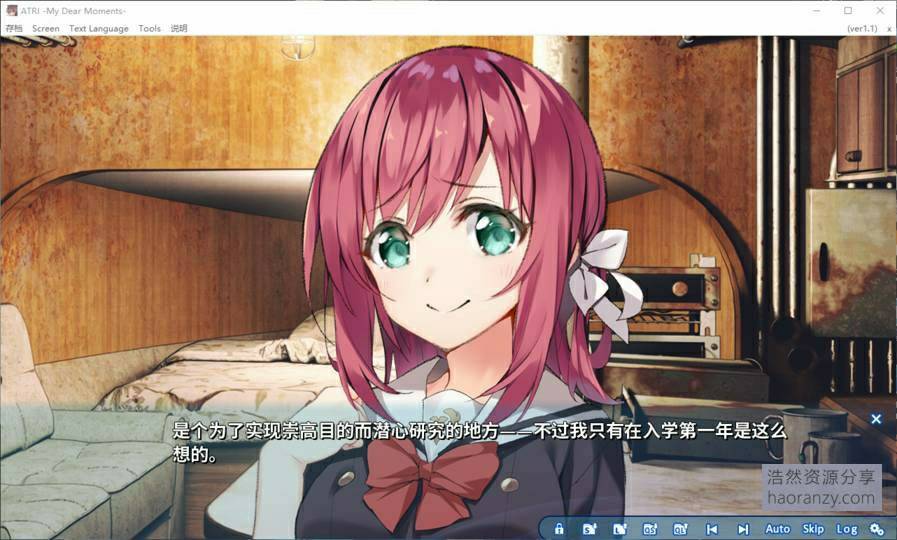 ATRI -My Dear Moments-
存档 Screen Text Language Tools 说明 (ver1.1) x
是个为了实现崇高目的而潜心研究的地方——不过我只有在入学第一年是这么
想的。
浩然资源分享
haoranzy.com
S L QS QL Auto Skip Log